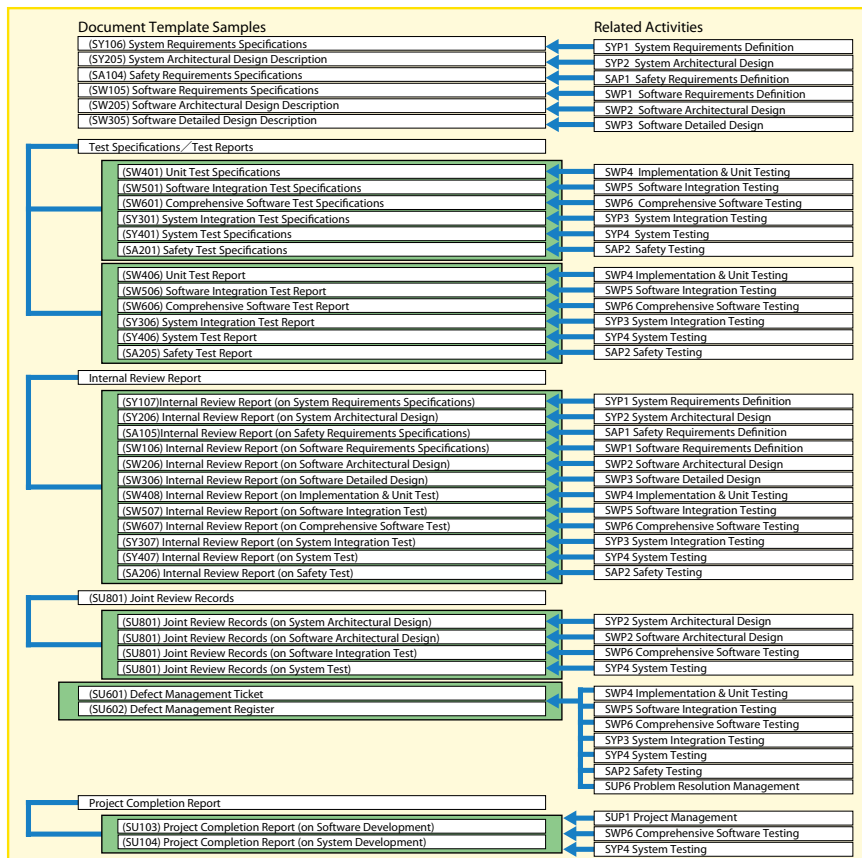 Document Template Samples Related Activities
(SY106) System Requirements Specifications SYP1 System Requirements Definition
(SY205) System Architectural Design Description SYP2 System Architectural Design
(SA104) Safety Requirements Specifications SAP1 Safety Requirements Definition
(SW105) Software Requirements Specifications SWP1 Software Requirements Definition
(SW205) Software Architectural Design Description SWP2 Software Architectural Design
(SW305) Software Detailed Design Description SWP3 Software Detailed Design
Test Specifications／Test Reports
(SW401) Unit Test Specifications SWP4 Implementation & Unit Testing
(SW501) Software Integration Test Specifications SWP5 Software Integration Testing
(SW601) Comprehensive Software Test Specifications SWP6 Comprehensive Software Testing
(SY301) System Integration Test Specifications SYP3 System Integration Testing
(SY401) System Test Specifications SYP4 System Testing
(SA201) Safety Test Specifications SAP2 Safety Testing
(SW406) Unit Test Report SWP4 Implementation & Unit Testing
(SW506) Software Integration Test Report SWP5 Software Integration Testing
(SW606) Comprehensive Software Test Report SWP6 Comprehensive Software Testing
(SY306) System Integration Test Report SYP3 System Integration Testing
(SY406) System Test Report SYP4 System Testing
(SA205) Safety Test Report SAP2 Safety Testing
Internal Review Report
(SY107)Internal Review Report (on System Requirements Specifications) SYP1 System Requirements Definition
(SY206) Internal Review Report (on System Architectural Design) SYP2 System Architectural Design
(SA105)Internal Review Report (on Safety Requirements Specifications) SAP1 Safety Requirements Definition
(SW106) Internal Review Report (on Software Requirements Specifications) SWP1 Software Requirements Definition
(SW206) Internal Review Report (on Software Architectural Design) SWP2 Software Architectural Design
(SW306) Internal Review Report (on Software Detailed Design) SWP3 Software Detailed Design
(SW408) Internal Review Report (on Implementation & Unit Test) SWP4 Implementation & Unit Testing
(SW507) Internal Review Report (on Software Integration Test) SWP5 Software Integration Testing
(SW607) Internal Review Report (on Comprehensive Software Test) SWP6 Comprehensive Software Testing
(SY307) Internal Review Report (on System Integration Test) SYP3 System Integration Testing
(SY407) Internal Review Report (on System Test) SYP4 System Testing
(SA206) Internal Review Report (on Safety Test) SAP2 Safety Testing
(SU801) Joint Review Records
(SU801) Joint Review Records (on System Architectural Design) SYP2 System Architectural Design
(SU801) Joint Review Records (on Software Architectural Design) SWP2 Software Architectural Design
(SU801) Joint Review Records (on Software Integration Test) SWP6 Comprehensive Software Testing
(SU801) Joint Review Records (on System Test) SYP4 System Testing
(SU601) Defect Management Ticket SWP4 Implementation & Unit Testing
(SU602) Defect Management Register SWP5 Software Integration Testing
SWP6 Comprehensive Software Testing
SYP3 System Integration Testing
SYP4 System Testing
SAP2 Safety Testing
SUP6 Problem Resolution Management
Project Completion Report
SUP1 Project Management
(SU103) Project Completion Report (on Software Development) SWP6 Comprehensive Software Testing
(SU104) Project Completion Report (on System Development) SYP4 System Testing